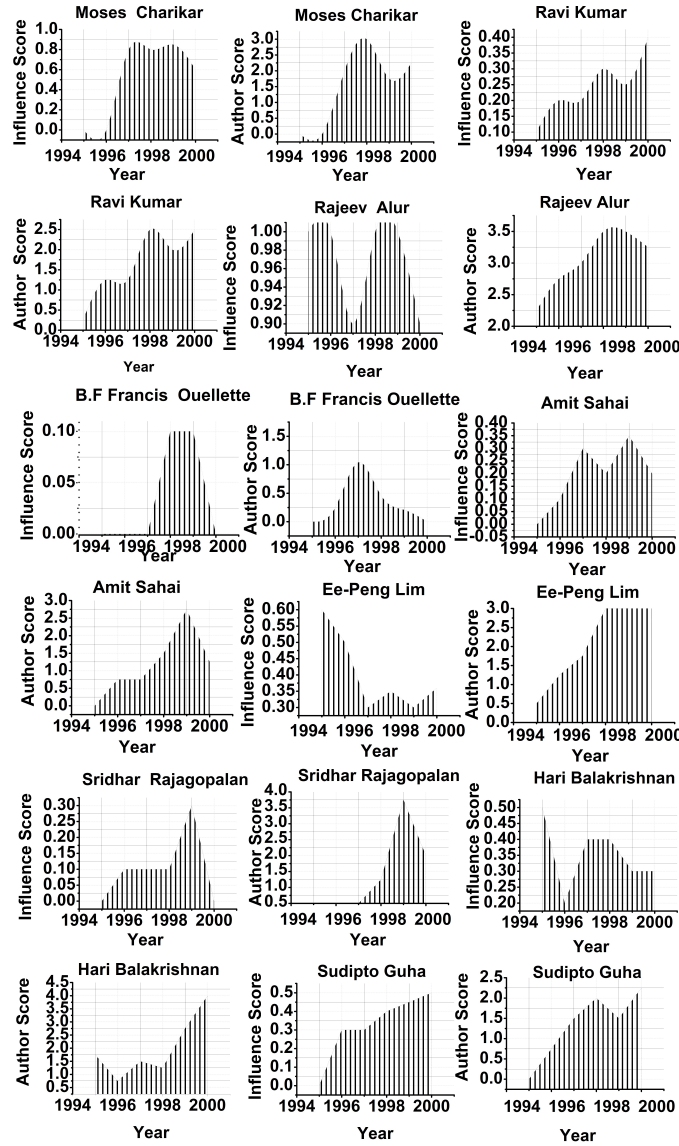 Moses  Charikar
Influence Score
1.0
0.8
0.6
0.4
0.2
0.0
1994 1996 1998 2000
Year
Moses Charikar
Author Score
3.0
2.5
2.0
1.5
1.0
0.5
0.0
1994 1996 1998 2000
Year
Ravi Kumar
Influence Score
0.40
0.35
0.30
0.25
0.20
0.15
0.10
1994 1996 1998 2000
Year
Ravi Kumar
Author  Score
2.5
2.0
1.5
1.0
0.5
0.0
1994 1996 1998 2000
Year
Rajeev  Alur
Influence Score
1.00
0.98
0.96
0.94
0.92
0.90
1994 1996 1998 2000
Year
Rajeev Alur
Author Score
3.5
3.0
2.5
2.0
1994 1996 1998 2000
Year
B.F Francis  Ouellette
Influence Score
0.10
0.05
0.00
1994 1996 1998 2000
Year
B.F Francis Ouellette
Author Score
1.5
1.0
0.5
0.0
1994 1996 1998 2000
Year
Amit Sahai
Influence Score
0.40
0.35
0.30
0.25
0.20
0.15
0.10
0.05
0.00
-0.05
1994 1996 1998 2000
Year
Amit Sahai
Author Score
3.0
2.5
2.0
1.5
1.0
0.5
0.0
1994 1996 1998 2000
Year
Ee-Peng Lim
Influence Score
0.60
0.55
0.50
0.45
0.40
0.35
0.30
1994 1996 1998 2000
Year
Ee-Peng Lim
Author Score
3.0
2.5
2.0
1.5
1.0
0.5
0.0
1994 1996 1998 2000
Year
Sridhar  Rajagopalan
Influence Score
0.30
0.25
0.20
0.15
0.10
0.05
0.00
1994 1996 1998 2000
Year
Sridhar Rajagopalan
Author Score
4.0
3.5
3.0
2.5
2.0
1.5
1.0
0.5
1994 1996 1998 2000
Year
Hari Balakrishnan
Influence Score
0.50
0.45
0.40
0.35
0.30
0.25
0.20
1994 1996 1998 2000
Year
Hari Balakrishnan
Author Score
4.5
4.0
3.5
3.0
2.5
2.0
1.5
1.0
0.5
1994 1996 1998 2000
Year
Sudipto Guha
Influence Score
0.5
0.4
0.3
0.2
0.1
0.0
1994 1996 1998 2000
Year
Sudipto Guha
Author Score
2.5
2.0
1.5
1.0
0.5
0.0
1994 1996 1998 2000
Year